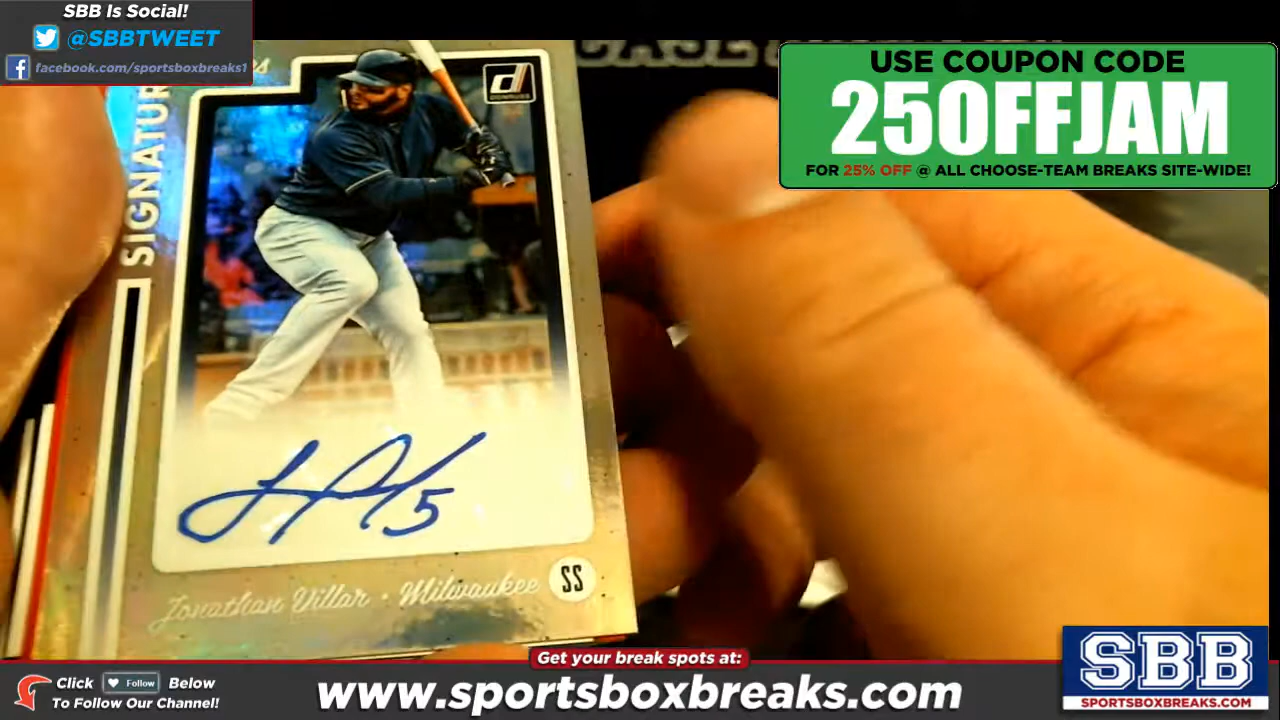 SBB Is Social!
@SBBTWEET
facebook.com/sportsboxbreaks1
USE COUPON CODE
25OFFJAM
FOR 25% OFF @ ALL CHOOSE-TEAM BREAKS SITE-WIDE!
SIGNATUR
DONRUSS
5
Jonathan Villar · Milwaukee
SS
Get your break spots at:
Click Follow Below
To Follow Our Channel!
www.sportsboxbreaks.com
SBB
SPORTSBOXBREAKS.COM